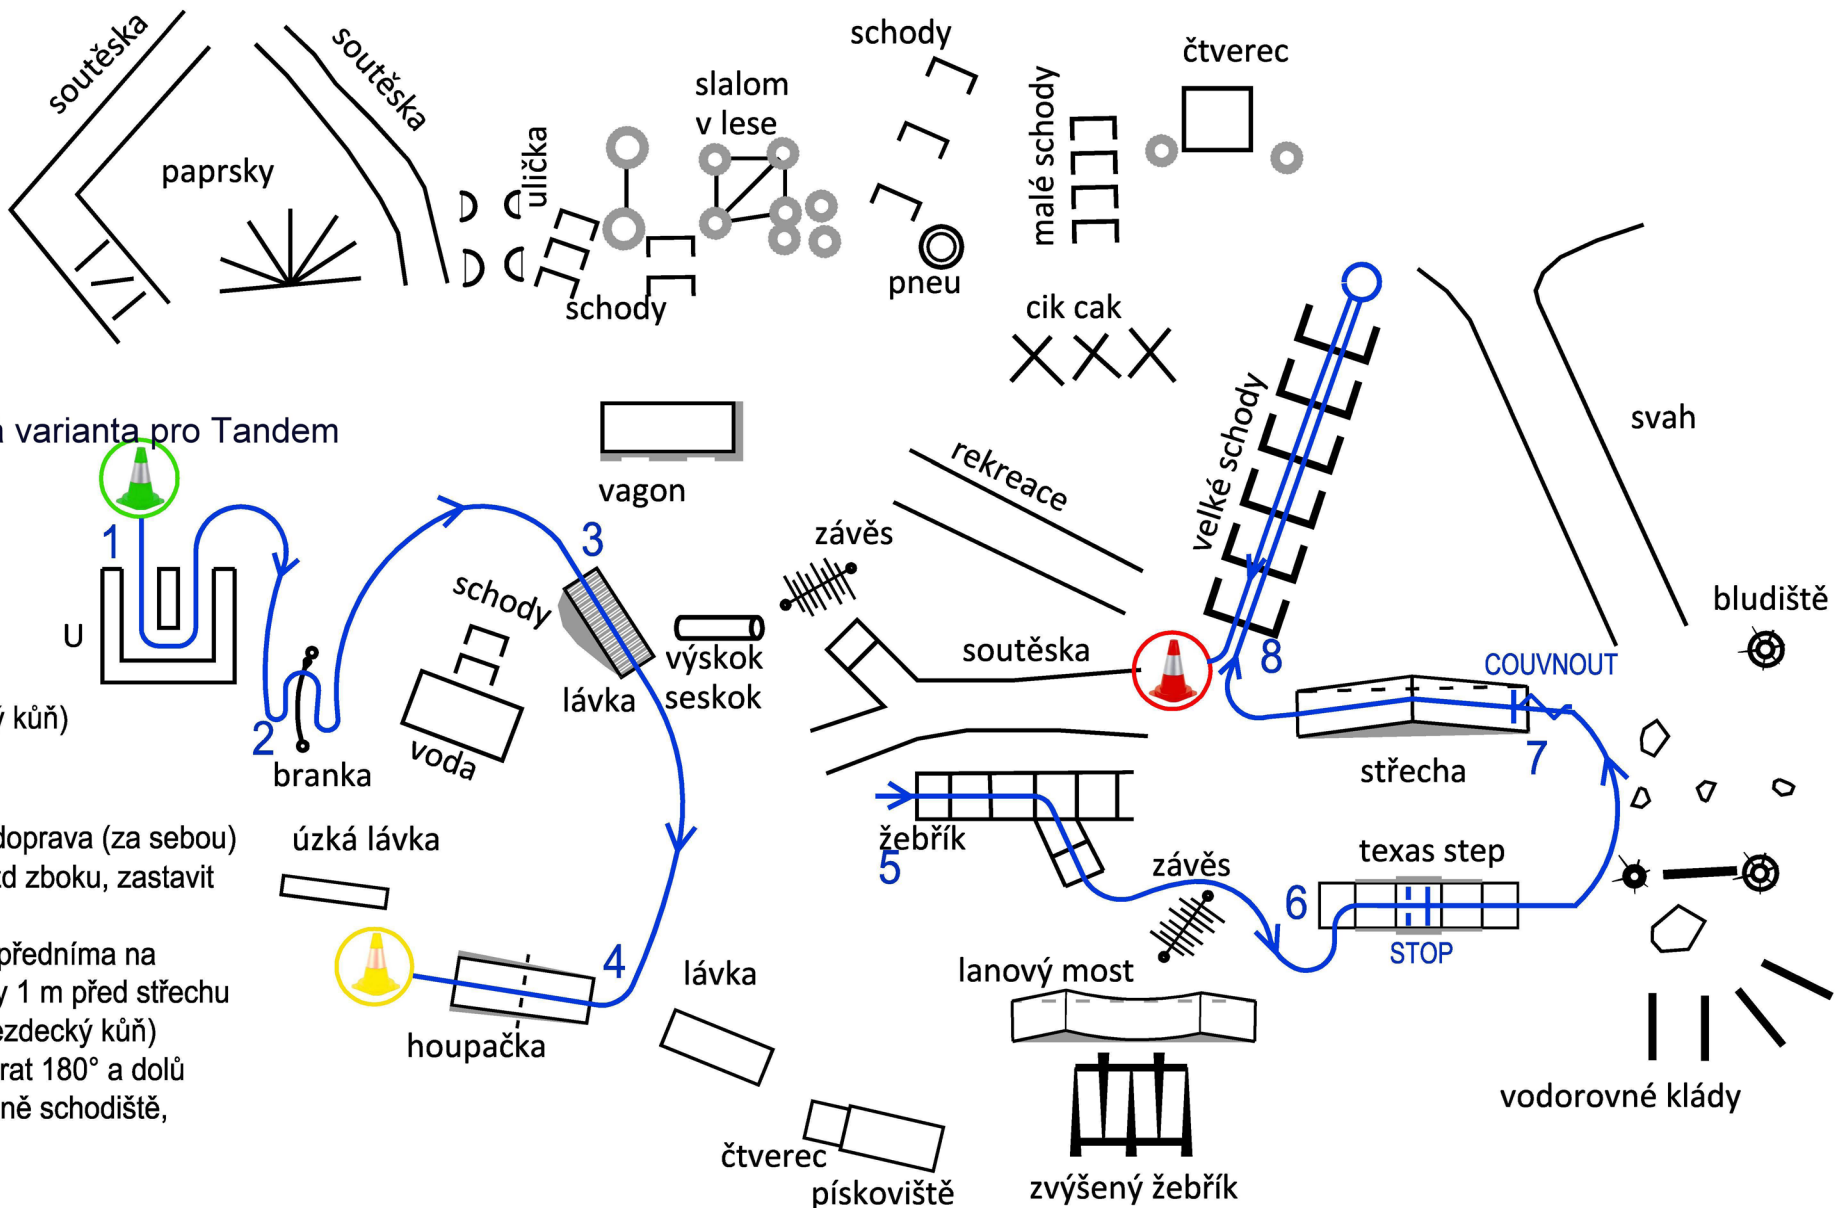 soutěska
soutěska
paprsky
ulička
schody
slalom
v lese
schody
pneu
malé schody
čtverec
cik cak
svah
a varianta pro Tandem
vagon
rekreace
velké schody
závěs
1
U
2
branka
schody
voda
3
lávka
výskok
seskok
soutěska
8
COUVNOUT
bludiště
střecha
7
ý kůň)
doprava (za sebou)
zd zboku, zastavit
předníma na
y 1 m před střechu
ezdecký kůň)
rat 180° a dolů
ně schodiště,
úzká lávka
houpačka
4
lávka
žebřík
5
závěs
6
texas step
STOP
lanový most
zvýšený žebřík
čtverec
pískoviště
vodorovné klády